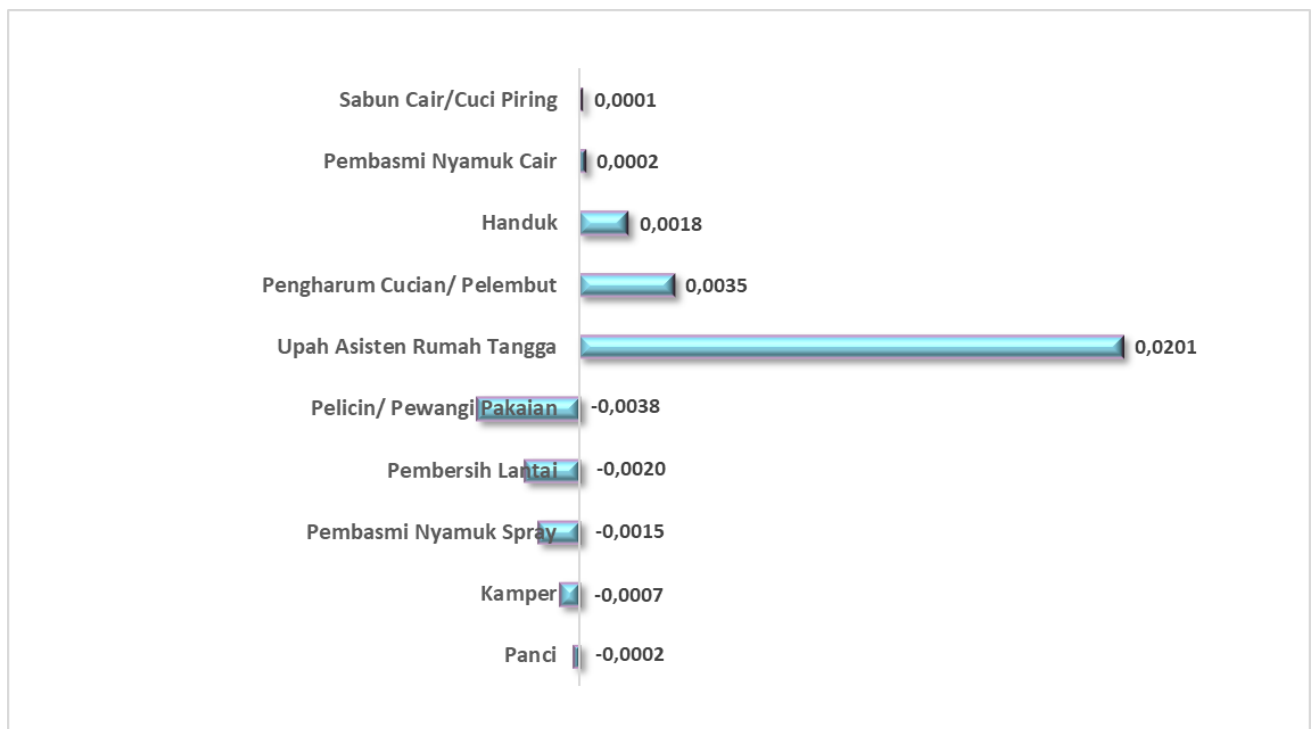 Sabun Cair/Cuci Piring 0,0001
Pembasmi Nyamuk Cair 0,0002
Handuk 0,0018
Pengharum Cucian/ Pelembut 0,0035
Upah Asisten Rumah Tangga 0,0201
Pelicin/ Pewangi Pakaian -0,0038
Pembersih Lantai -0,0020
Pembasmi Nyamuk Spray -0,0015
Kamper -0,0007
Panci -0,0002